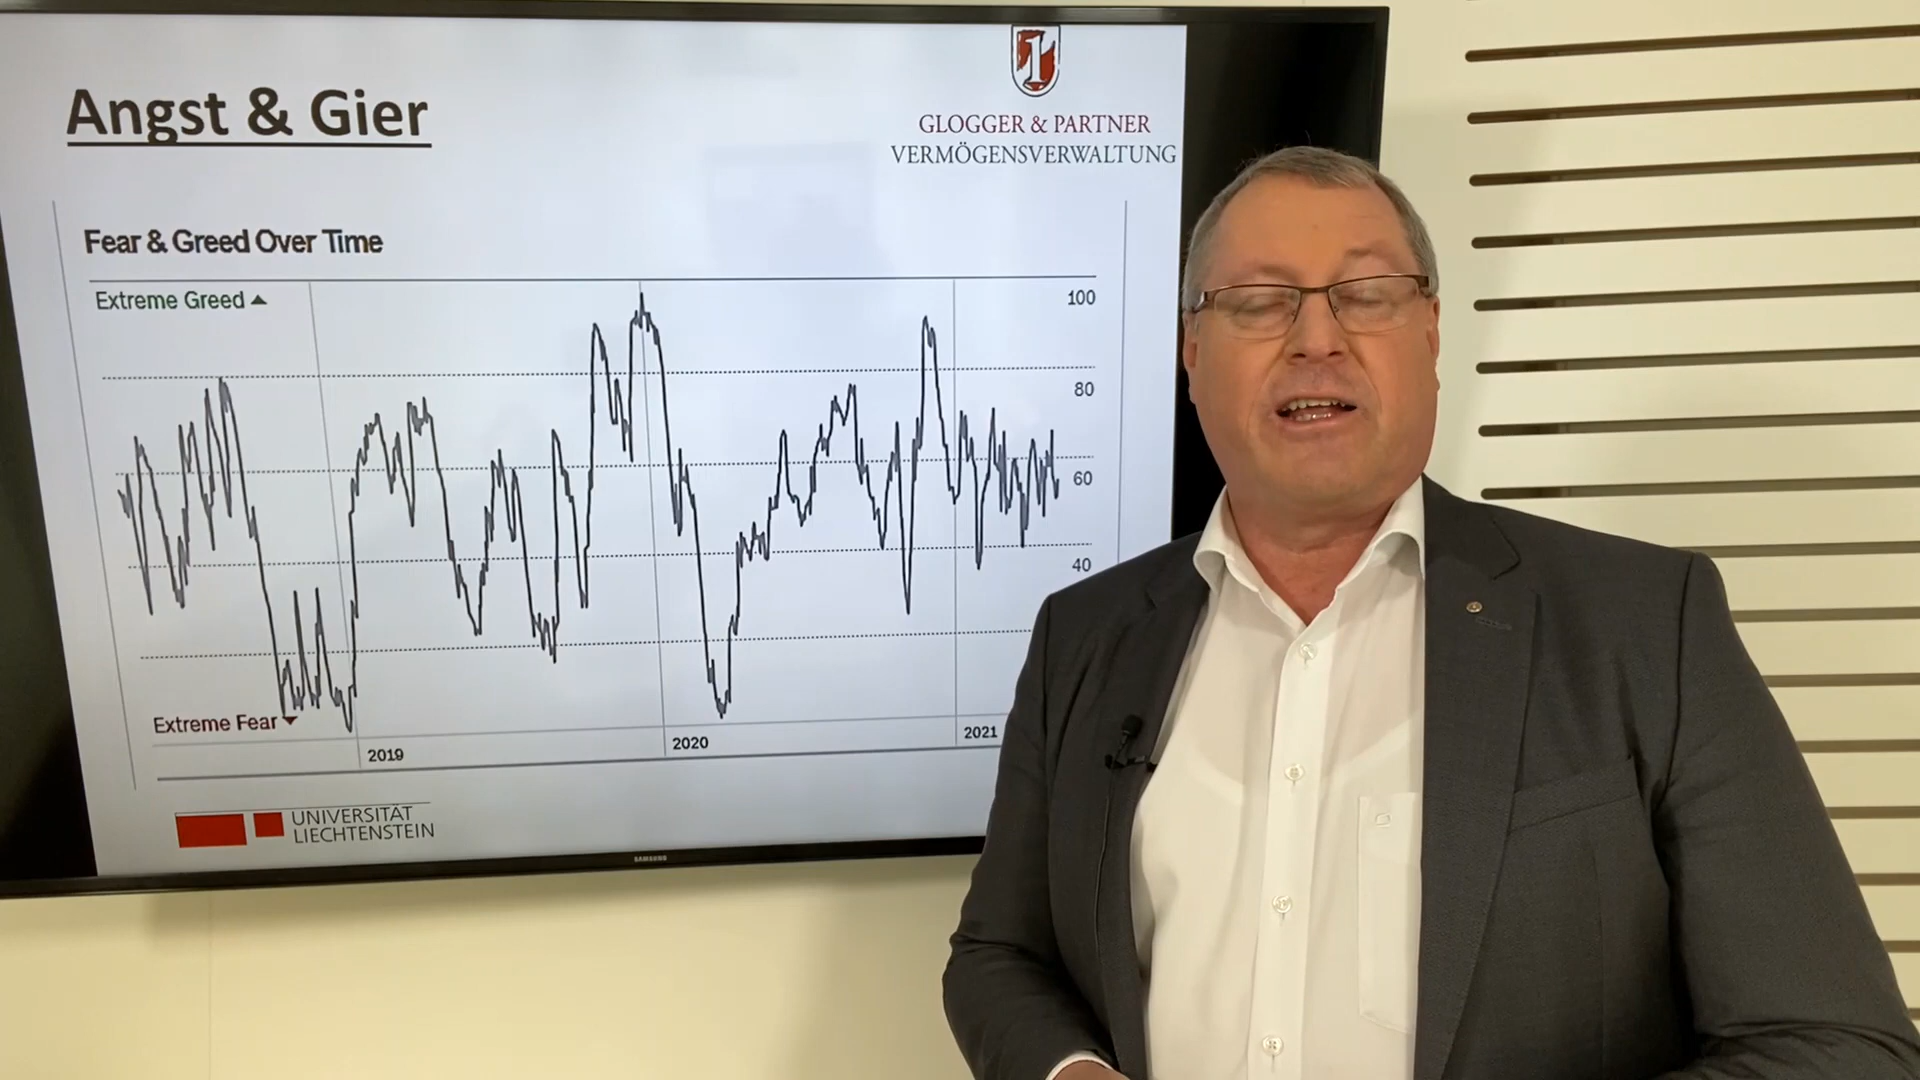 Angst & Gier
1
GLOGGER & PARTNER
VERMÖGENSVERWALTUNG
Fear & Greed Over Time
Extreme Greed ▲
100
80
60
40
Extreme Fear ▼
2019
2020
2021
UNIVERSITÄT
LIECHTENSTEIN
SAMSUNG